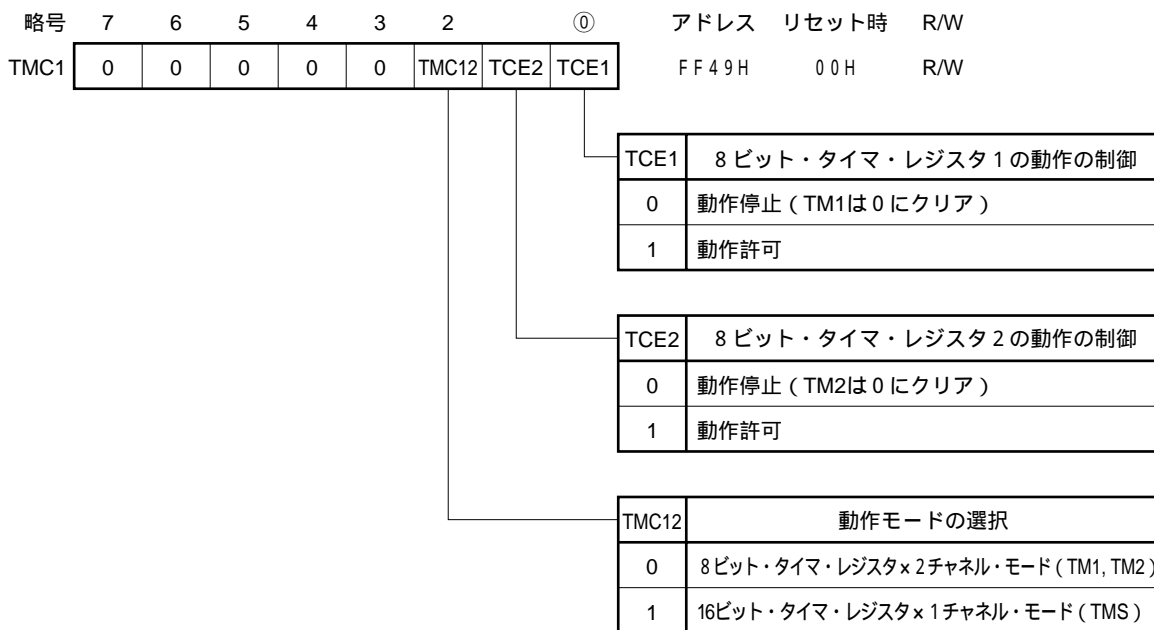 略号 7 6 5 4 3 2 ⓪ アドレス リセット時 R/W
TMC1 0 0 0 0 0 TMC12 TCE2 TCE1 FF49H 00H R/W
TCE1 8ビット・タイマ・レジスタ1の動作の制御
0 動作停止(TM1は0にクリア)
1 動作許可
TCE2 8ビット・タイマ・レジスタ2の動作の制御
0 動作停止(TM2は0にクリア)
1 動作許可
TMC12 動作モードの選択
0 8ビット・タイマ・レジスタ×2チャネル・モード(TM1, TM2)
1 16ビット・タイマ・レジスタ×1チャネル・モード(TMS)